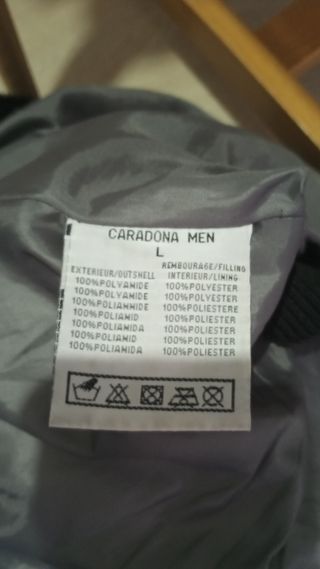 CARADONA MEN
L
EXTERIEUR/OUTSHELL REMBOURAGE/FILLING
INTERIEUR/LINING
100%POLYAMIDE 100%POLYESTER
100%POLYAMIDE 100%POLYESTER
100%POLIAMMIDE 100%POLIESTERE
100%POLIAMID 100%POLIESTER
100%POLIAMIDA 100%POLIESTER
100%POLIAMID 100%POLIESTER
100%POLIAMIDA 100%POLIESTER